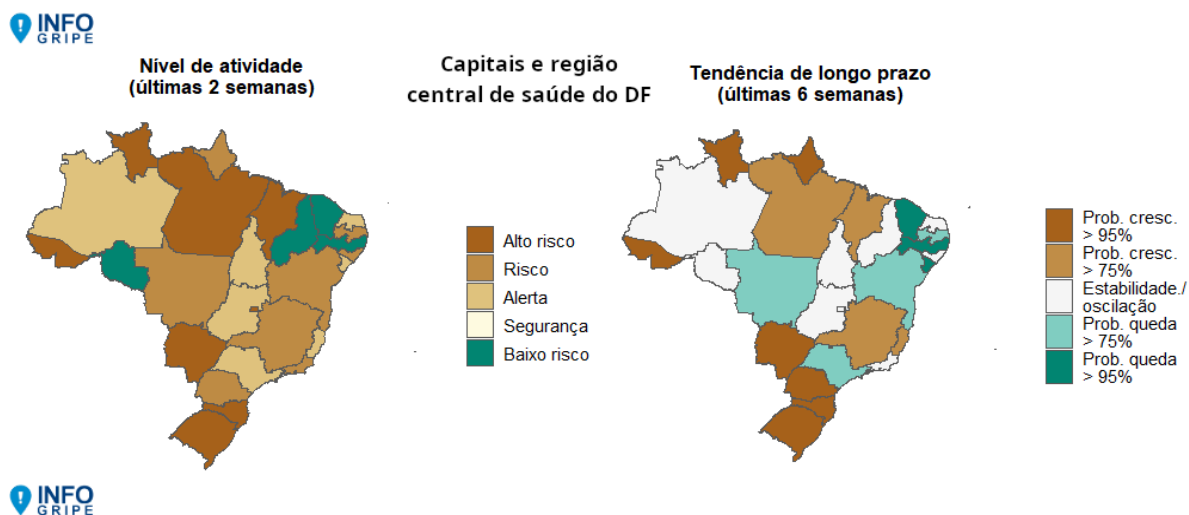 INFO
GRIPE
Nível de atividade
(últimas 2 semanas)
Capitais e região
central de saúde do DF
Tendência de longo prazo
(últimas 6 semanas)
Alto risco
Risco
Alerta
Segurança
Baixo risco
Prob. cresc.
> 95%
Prob. cresc.
> 75%
Estabilidade./
oscilação
Prob. queda
> 75%
Prob. queda
> 95%
INFO
GRIPE